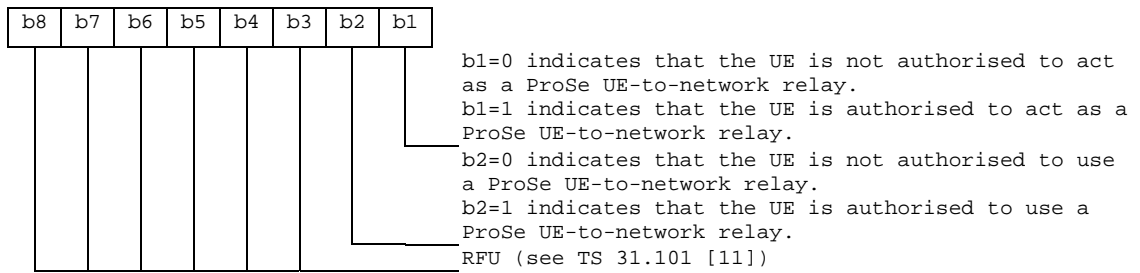 b8 b7 b6 b5 b4 b3 b2 b1
b1=0 indicates that the UE is not authorised to act
as a ProSe UE-to-network relay.
b1=1 indicates that the UE is authorised to act as a
ProSe UE-to-network relay.
b2=0 indicates that the UE is not authorised to use
a ProSe UE-to-network relay.
b2=1 indicates that the UE is authorised to use a
ProSe UE-to-network relay.
RFU (see TS 31.101 [11])